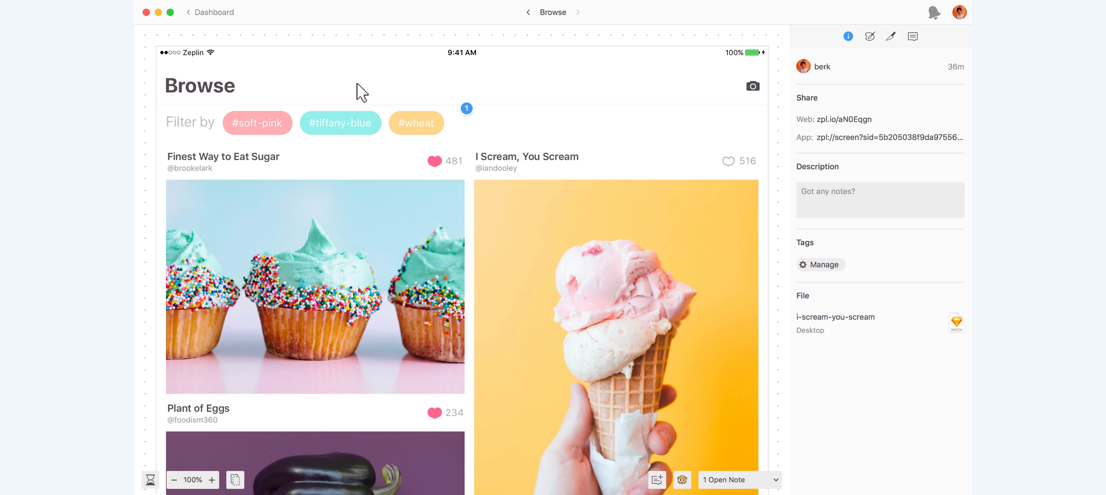 Dashboard
Browse
●●○○○ Zeplin
9:41 AM
100%
Browse
Filter by
#soft-pink
#tiffany-blue
#wheat
1
Finest Way to Eat Sugar
@brookelark
481
I Scream, You Scream
@iandooley
516
Plant of Eggs
@foodism360
234
100%
1 Open Note
berk
36m
Share
Web: zpl.io/aN0Eqgn
App: zpl://screen?sid=5b205038f9da97556...
Description
Got any notes?
Tags
Manage
File
i-scream-you-scream
Desktop